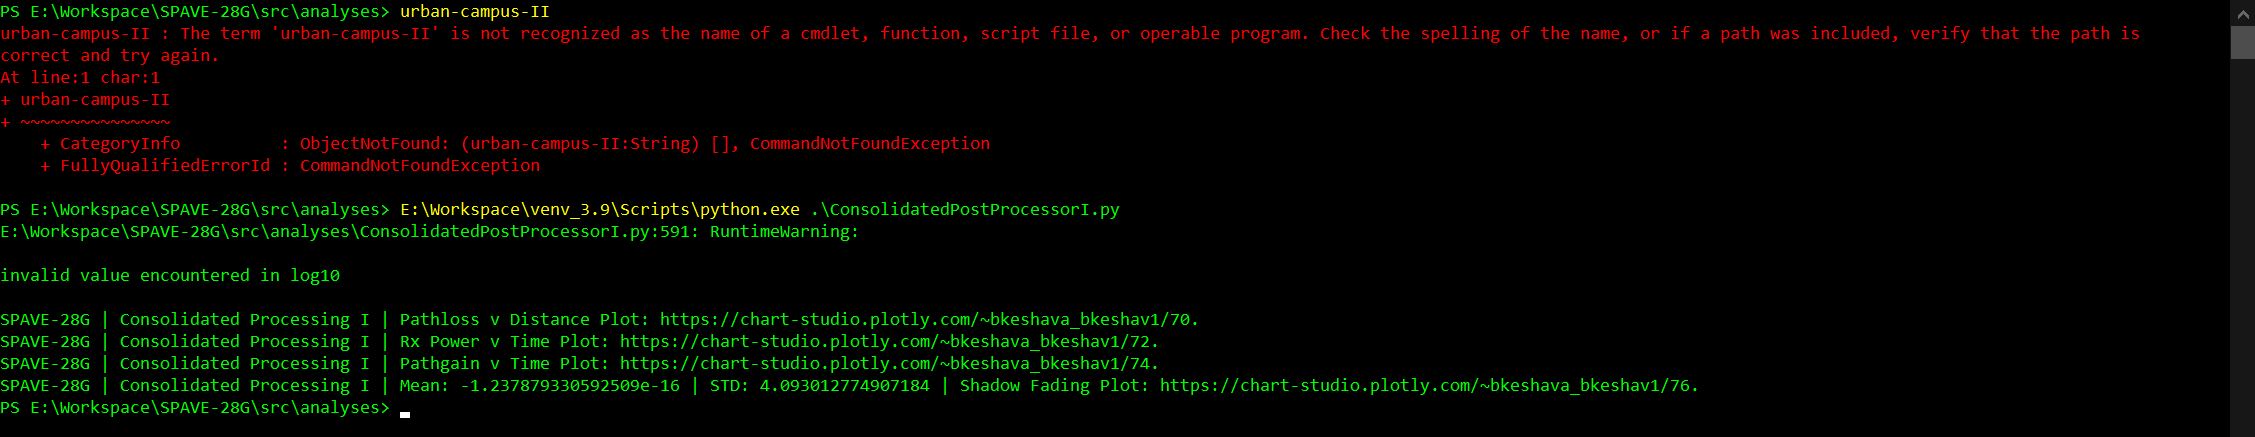 PS E:\Workspace\SPAVE-28G\src\analyses> urban-campus-II
urban-campus-II : The term 'urban-campus-II' is not recognized as the name of a cmdlet, function, script file, or operable program. Check the spelling of the name, or if a path was included, verify that the path is
correct and try again.
At line:1 char:1
+ urban-campus-II
+ ~~~~~~~~~~~~~~~
    + CategoryInfo          : ObjectNotFound: (urban-campus-II:String) [], CommandNotFoundException
    + FullyQualifiedErrorId : CommandNotFoundException

PS E:\Workspace\SPAVE-28G\src\analyses> E:\Workspace\venv_3.9\Scripts\python.exe .\ConsolidatedPostProcessorI.py
E:\Workspace\SPAVE-28G\src\analyses\ConsolidatedPostProcessorI.py:591: RuntimeWarning:

invalid value encountered in log10

SPAVE-28G | Consolidated Processing I | Pathloss v Distance Plot: https://chart-studio.plotly.com/~bkeshava_bkeshav1/70.
SPAVE-28G | Consolidated Processing I | Rx Power v Time Plot: https://chart-studio.plotly.com/~bkeshava_bkeshav1/72.
SPAVE-28G | Consolidated Processing I | Pathgain v Time Plot: https://chart-studio.plotly.com/~bkeshava_bkeshav1/74.
SPAVE-28G | Consolidated Processing I | Mean: -1.237879330592509e-16 | STD: 4.093012774907184 | Shadow Fading Plot: https://chart-studio.plotly.com/~bkeshava_bkeshav1/76.
PS E:\Workspace\SPAVE-28G\src\analyses>